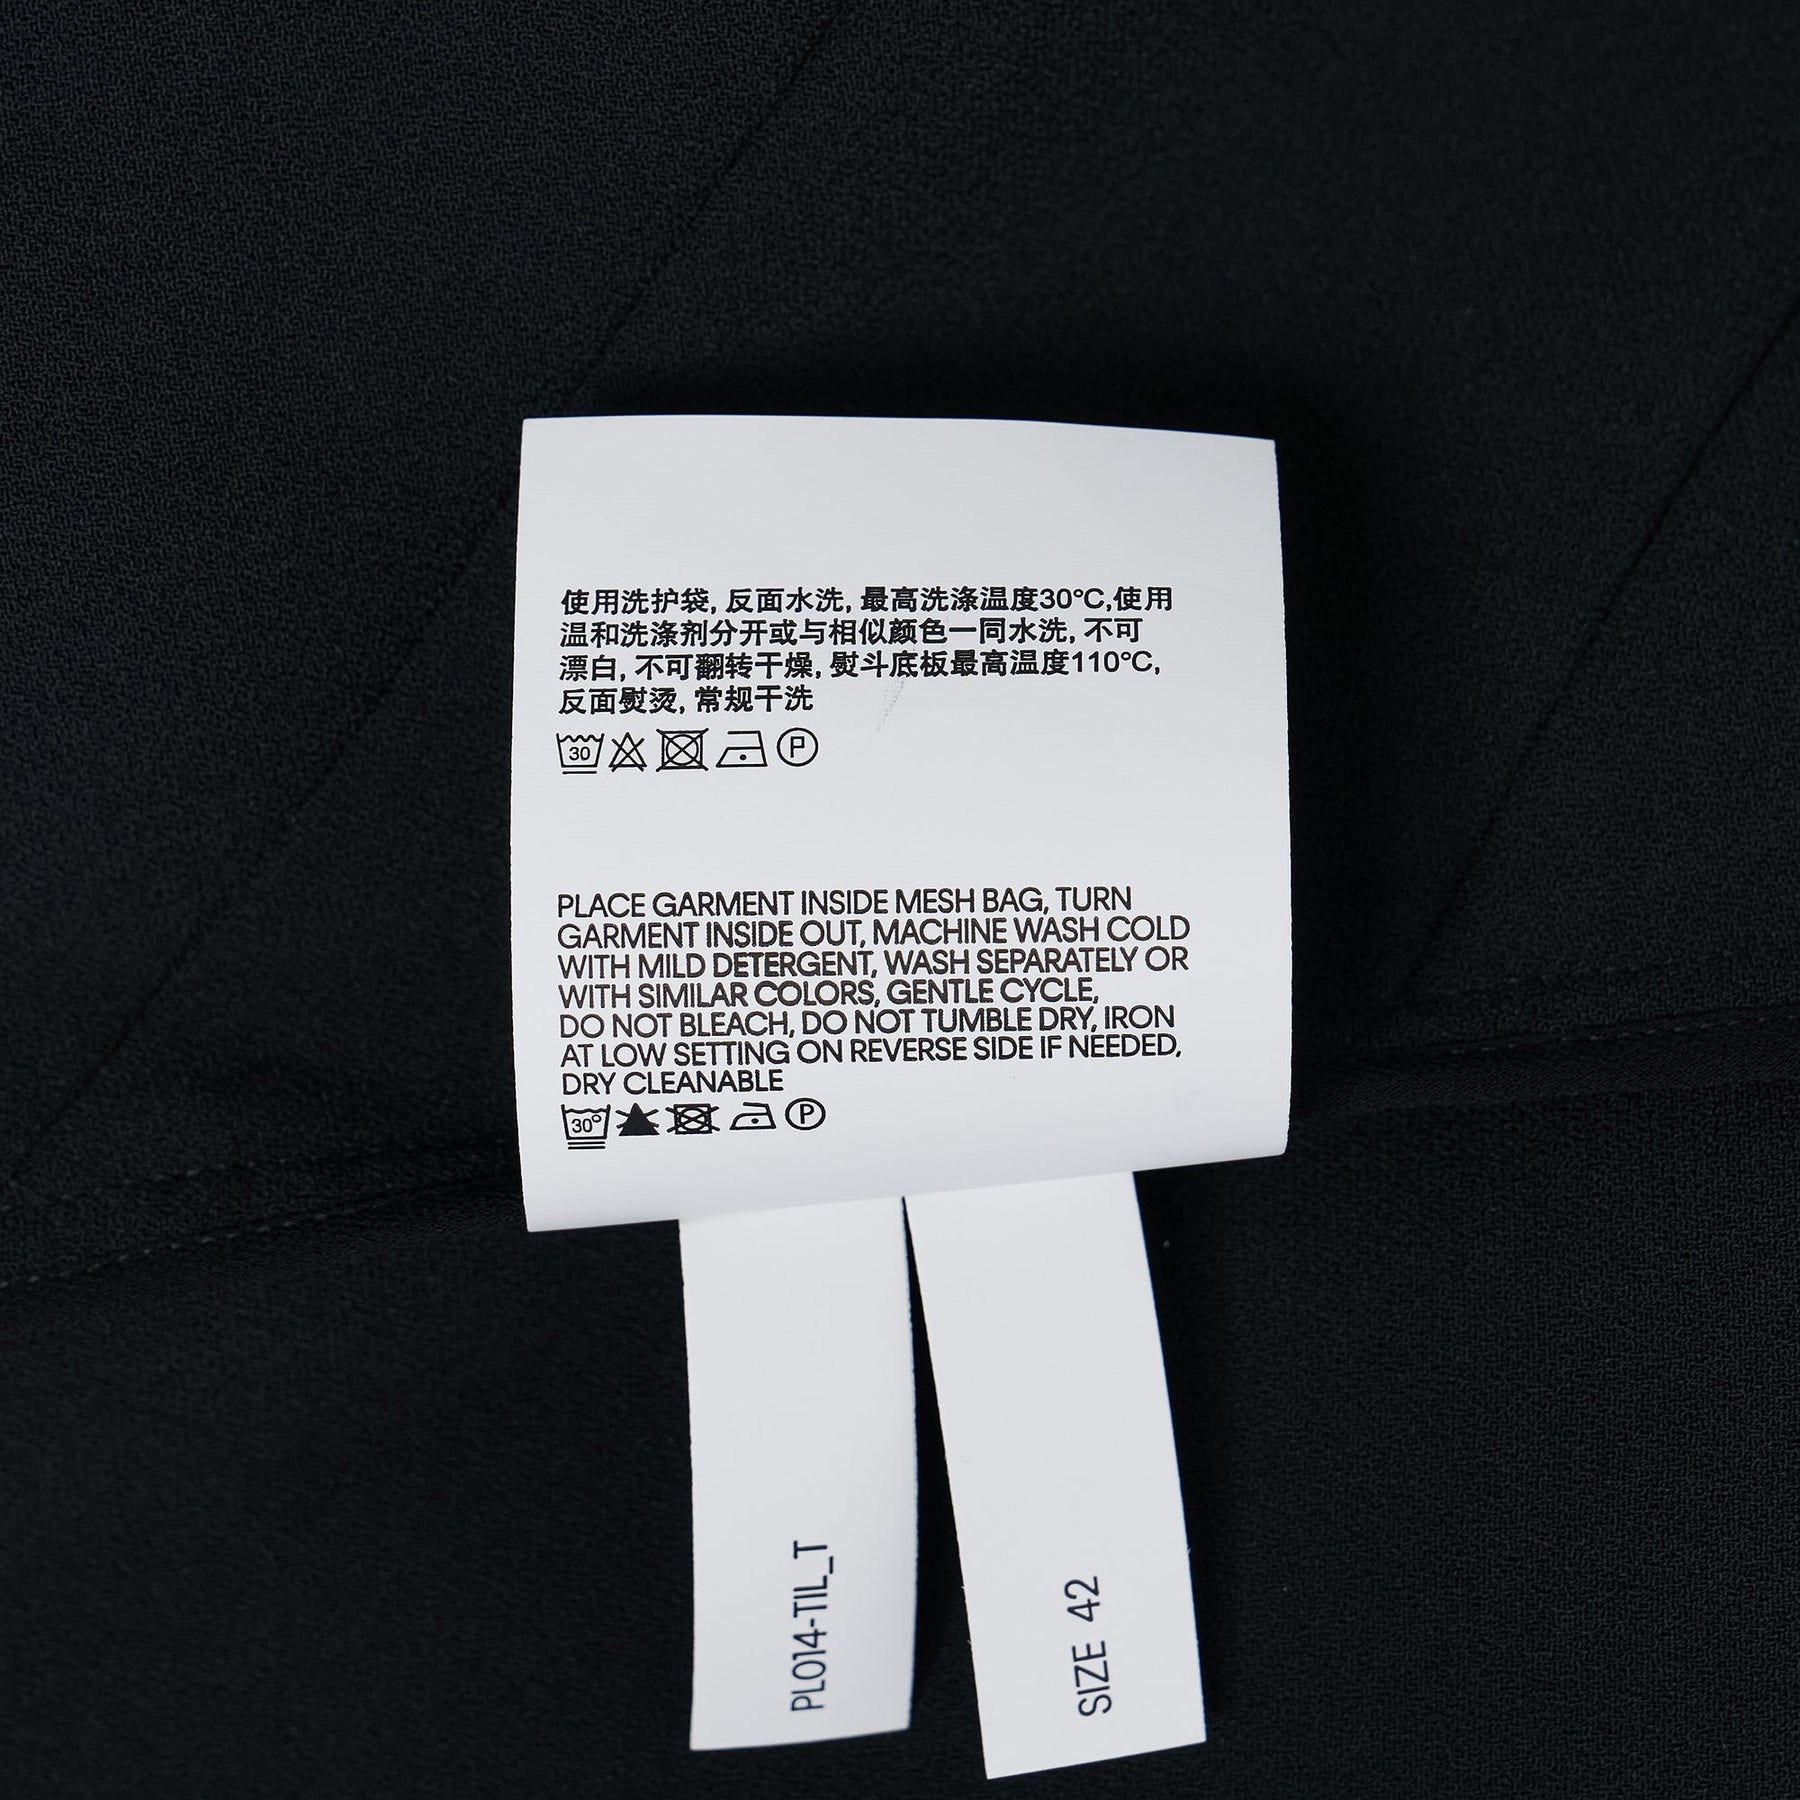 使用洗护袋, 反面水洗, 最高洗涤温度30°C,使用
温和洗涤剂分开或与相似颜色一同水洗, 不可
漂白, 不可翻转干燥, 熨斗底板最高温度110°C,
反面熨烫, 常规干洗
30
P
PLACE GARMENT INSIDE MESH BAG, TURN
GARMENT INSIDE OUT, MACHINE WASH COLD
WITH MILD DETERGENT, WASH SEPARATELY OR
WITH SIMILAR COLORS, GENTLE CYCLE,
DO NOT BLEACH, DO NOT TUMBLE DRY, IRON
AT LOW SETTING ON REVERSE SIDE IF NEEDED,
DRY CLEANABLE
30°
P
PL014-TIL_T
SIZE 42